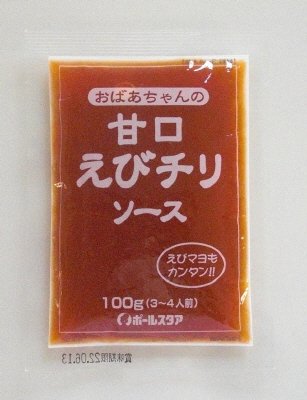 おばあちゃんの
甘口
えびチリ
ソース
えびマヨも
カンタン!!
100g(3〜4人前)
ポールスタア
賞味期限22.06.13